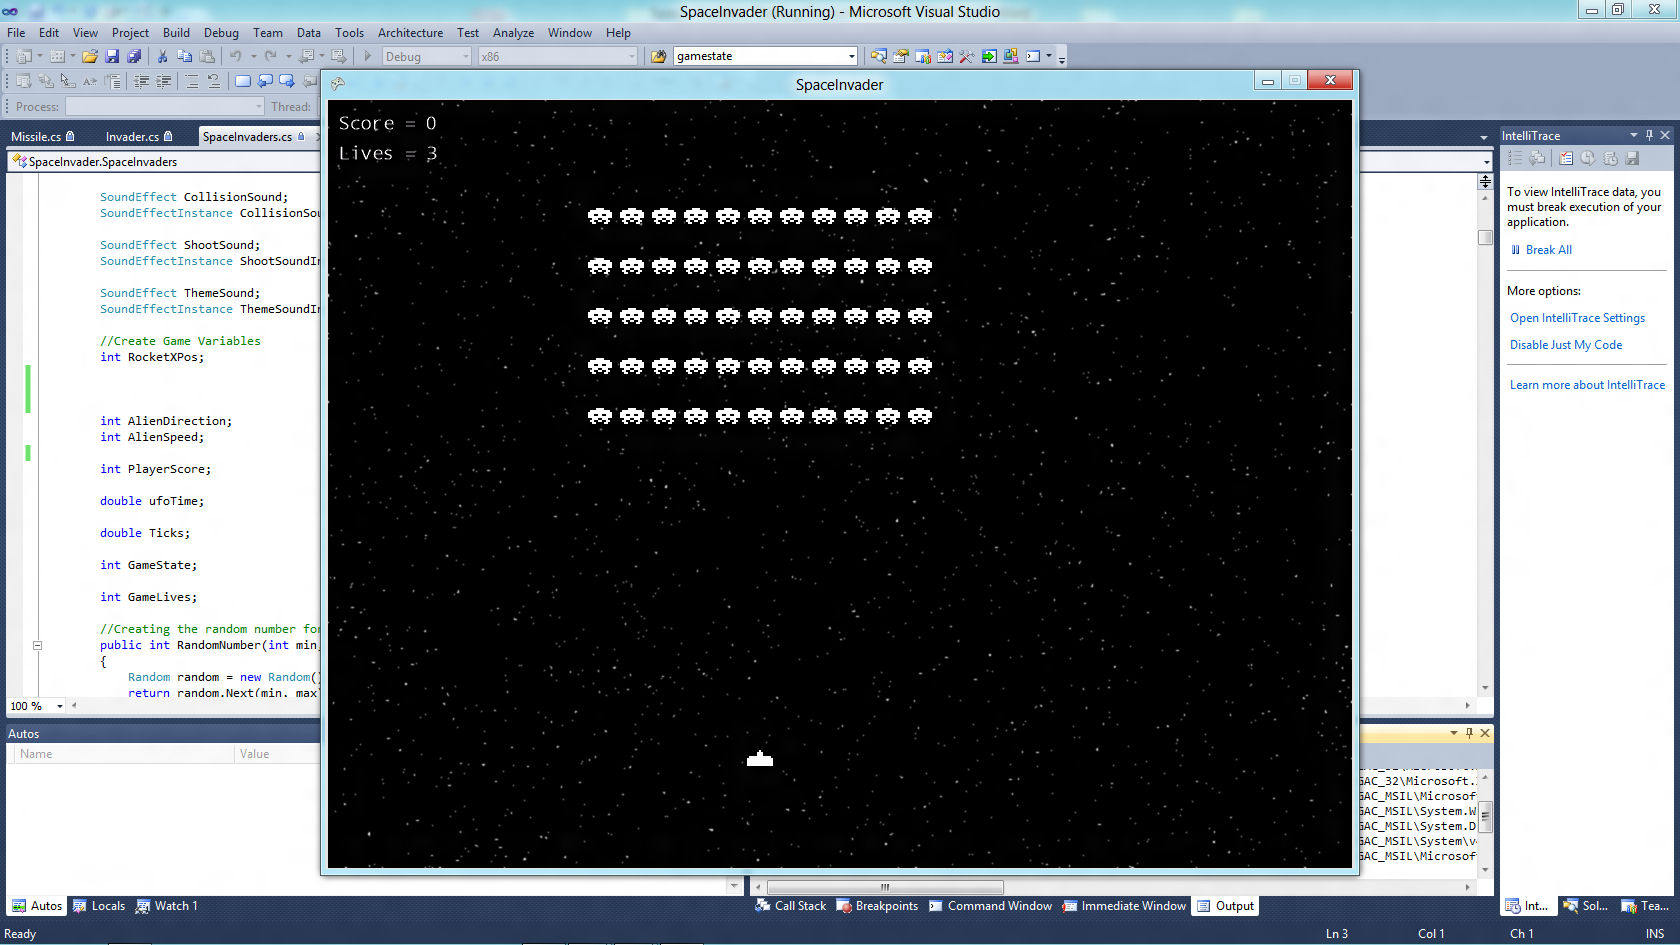 SpaceInvader (Running) - Microsoft Visual Studio
File Edit View Project Build Debug Team Data Tools Architecture Test Analyze Window Help
Debug x86 gamestate
Process: Thread:
SpaceInvader
Missile.cs Invader.cs SpaceInvaders.cs
SpaceInvader.SpaceInvaders
Score = 0
Lives = 3
SoundEffect CollisionSound;
SoundEffectInstance CollisionSou
SoundEffect ShootSound;
SoundEffectInstance ShootSoundIn
SoundEffect ThemeSound;
SoundEffectInstance ThemeSoundIn
//Create Game Variables
int RocketXPos;
int AlienDirection;
int AlienSpeed;
int PlayerScore;
double ufoTime;
double Ticks;
int GameState;
int GameLives;
//Creating the random number for
public int RandomNumber(int min,
{
Random random = new Random()
return random.Next(min, max)
100 %
IntelliTrace
To view IntelliTrace data, you
must break execution of your
application.
Break All
More options:
Open IntelliTrace Settings
Disable Just My Code
Learn more about IntelliTrace
Autos
Name Value
GAC_32\Microsoft.
GAC_MSIL\Microsof
GAC_MSIL\System.W
GAC_MSIL\System.D
GAC_MSIL\System\v
GAC_MSIL\Microsof
Autos Locals Watch 1
Call Stack Breakpoints Command Window Immediate Window Output
Int... Sol... Tea...
Ready Ln 3 Col 1 Ch 1 INS